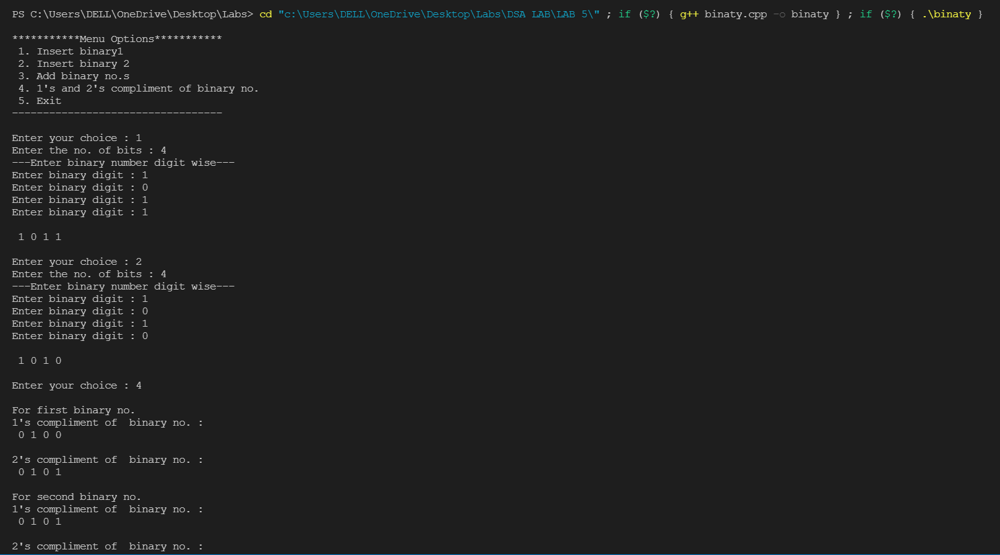 PS C:\Users\DELL\OneDrive\Desktop\Labs> cd "c:\Users\DELL\OneDrive\Desktop\Labs\DSA LAB\LAB 5\" ; if ($?) { g++ binaty.cpp -o binaty } ; if ($?) { .\binaty }
***********Menu Options***********
1. Insert binary1
2. Insert binary 2
3. Add binary no.s
4. 1's and 2's compliment of binary no.
5. Exit
----------------------------------
Enter your choice : 1
Enter the no. of bits : 4
---Enter binary number digit wise---
Enter binary digit : 1
Enter binary digit : 0
Enter binary digit : 1
Enter binary digit : 1
1 0 1 1
Enter your choice : 2
Enter the no. of bits : 4
---Enter binary number digit wise---
Enter binary digit : 1
Enter binary digit : 0
Enter binary digit : 1
Enter binary digit : 0
1 0 1 0
Enter your choice : 4
For first binary no.
1's compliment of  binary no. :
0 1 0 0
2's compliment of  binary no. :
0 1 0 1
For second binary no.
1's compliment of  binary no. :
0 1 0 1
2's compliment of  binary no. :